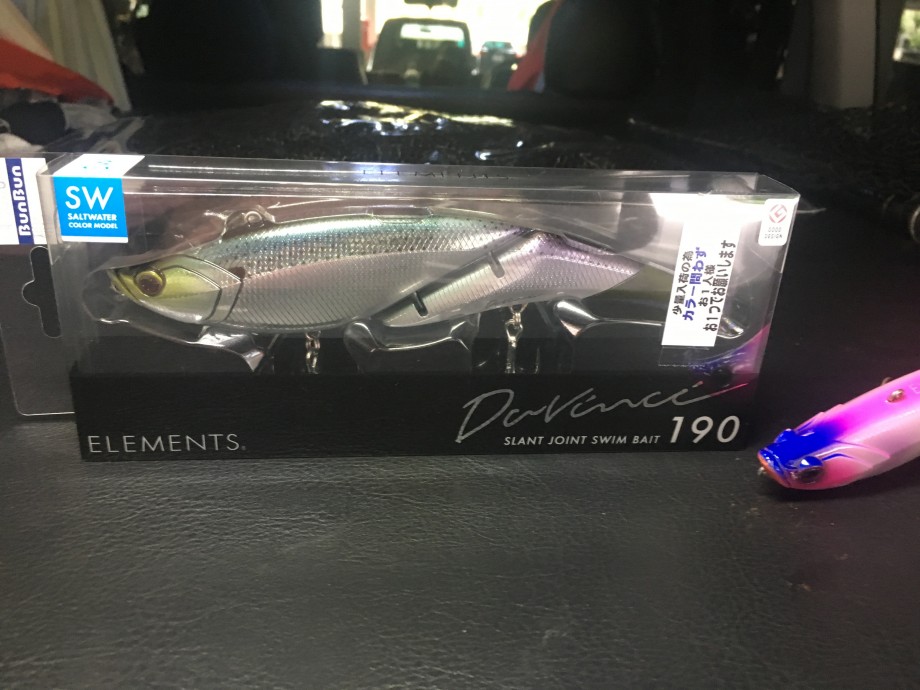 BunBun
SW
SALTWATER
COLOR MODEL
少量入荷の為
カラー問わず
お1人様
お1つでお願いします
DaVinci 190
SLANT JOINT SWIM BAIT
ELEMENTS®